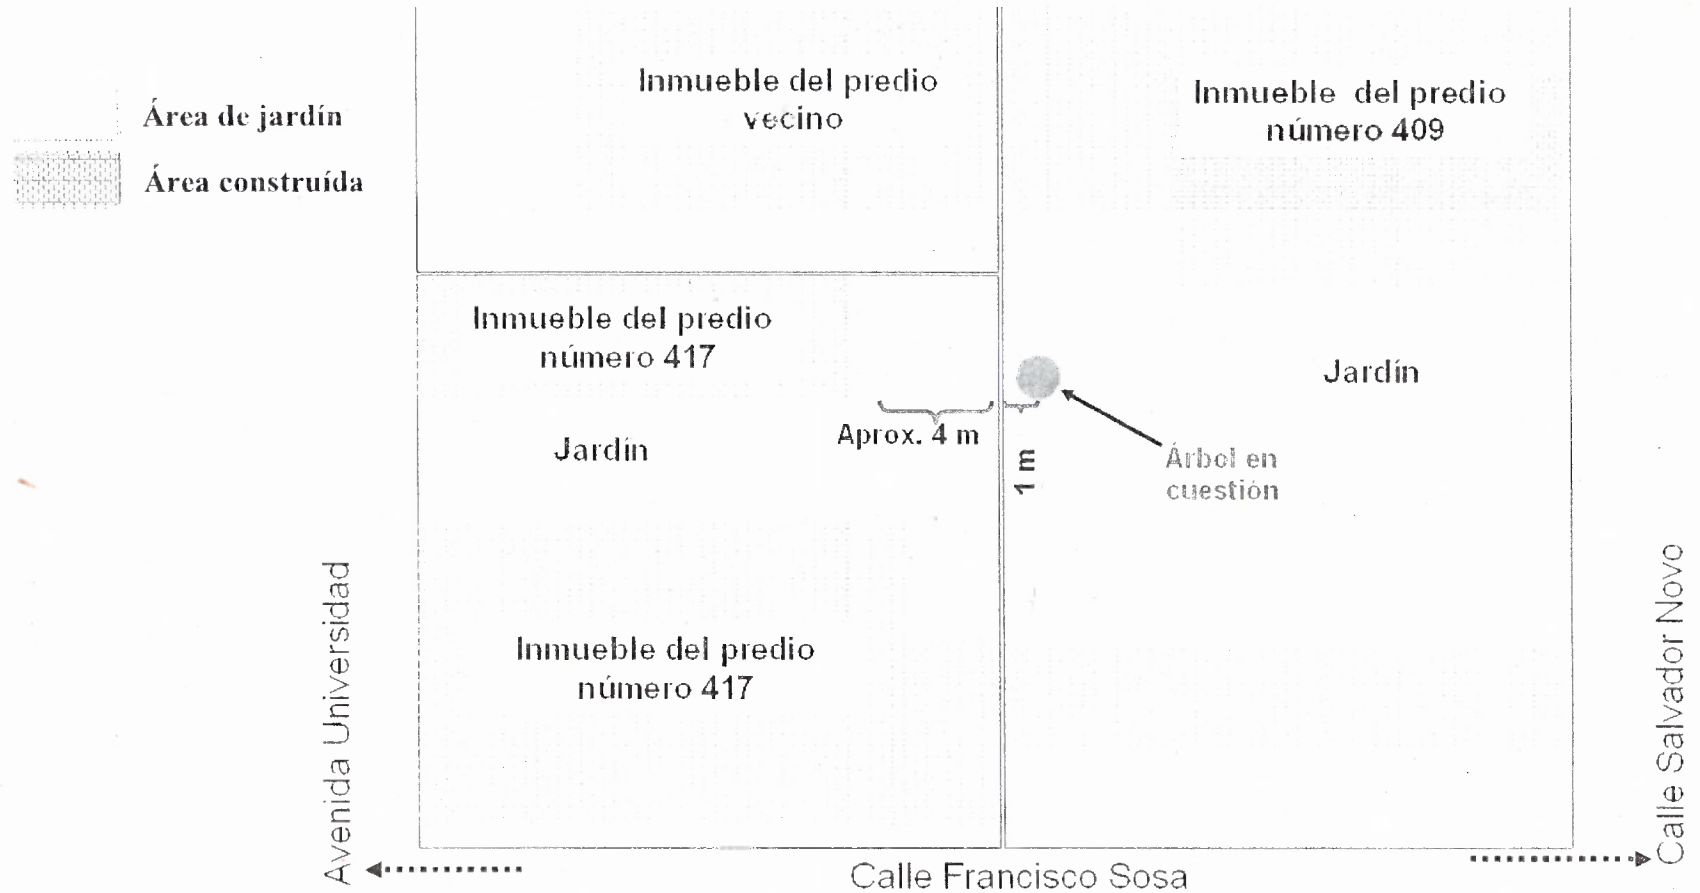 Área de jardín
Área construída
Inmueble del predio
vecino
Inmueble del predio
número 409
Inmueble del predio
número 417
Jardín
Aprox. 4 m
1 m
Jardín
Árbol en
cuestión
Inmueble del predio
número 417
Avenida Universidad
Calle Francisco Sosa
Calle Salvador Novo